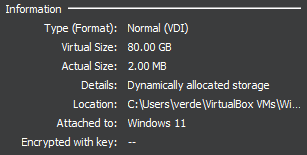 Information
Type (Format): Normal (VDI)
Virtual Size: 80.00 GB
Actual Size: 2.00 MB
Details: Dynamically allocated storage
Location: C:\Users\verde\VirtualBox VMs\Wi...
Attached to: Windows 11
Encrypted with key: --